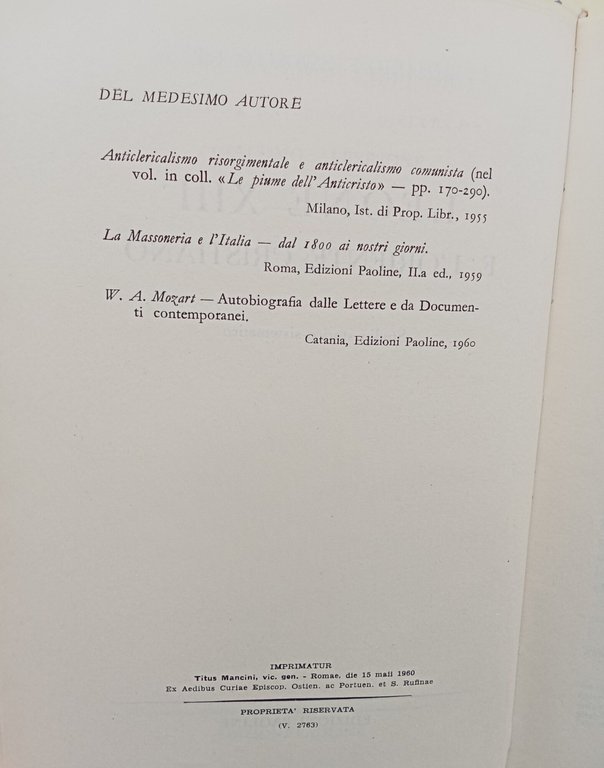 DEL MEDESIMO AUTORE
Anticlericalismo risorgimentale e anticlericalismo comunista (nel
vol. in coll. «Le piume dell'Anticristo» — pp. 170-290).
Milano, Ist. di Prop. Libr., 1955
La Massoneria e l'Italia — dal 1800 ai nostri giorni.
Roma, Edizioni Paoline, II.a ed., 1959
W. A. Mozart — Autobiografia dalle Lettere e da Documen-
ti contemporanei.
Catania, Edizioni Paoline, 1960
IMPRIMATUR
Titus Mancini, vic. gen. - Romae, die 15 maii 1960
Ex Aedibus Curiae Episcop. Ostien. ac Portuen. et S. Rufinae
PROPRIETA' RISERVATA
(V. 2763)